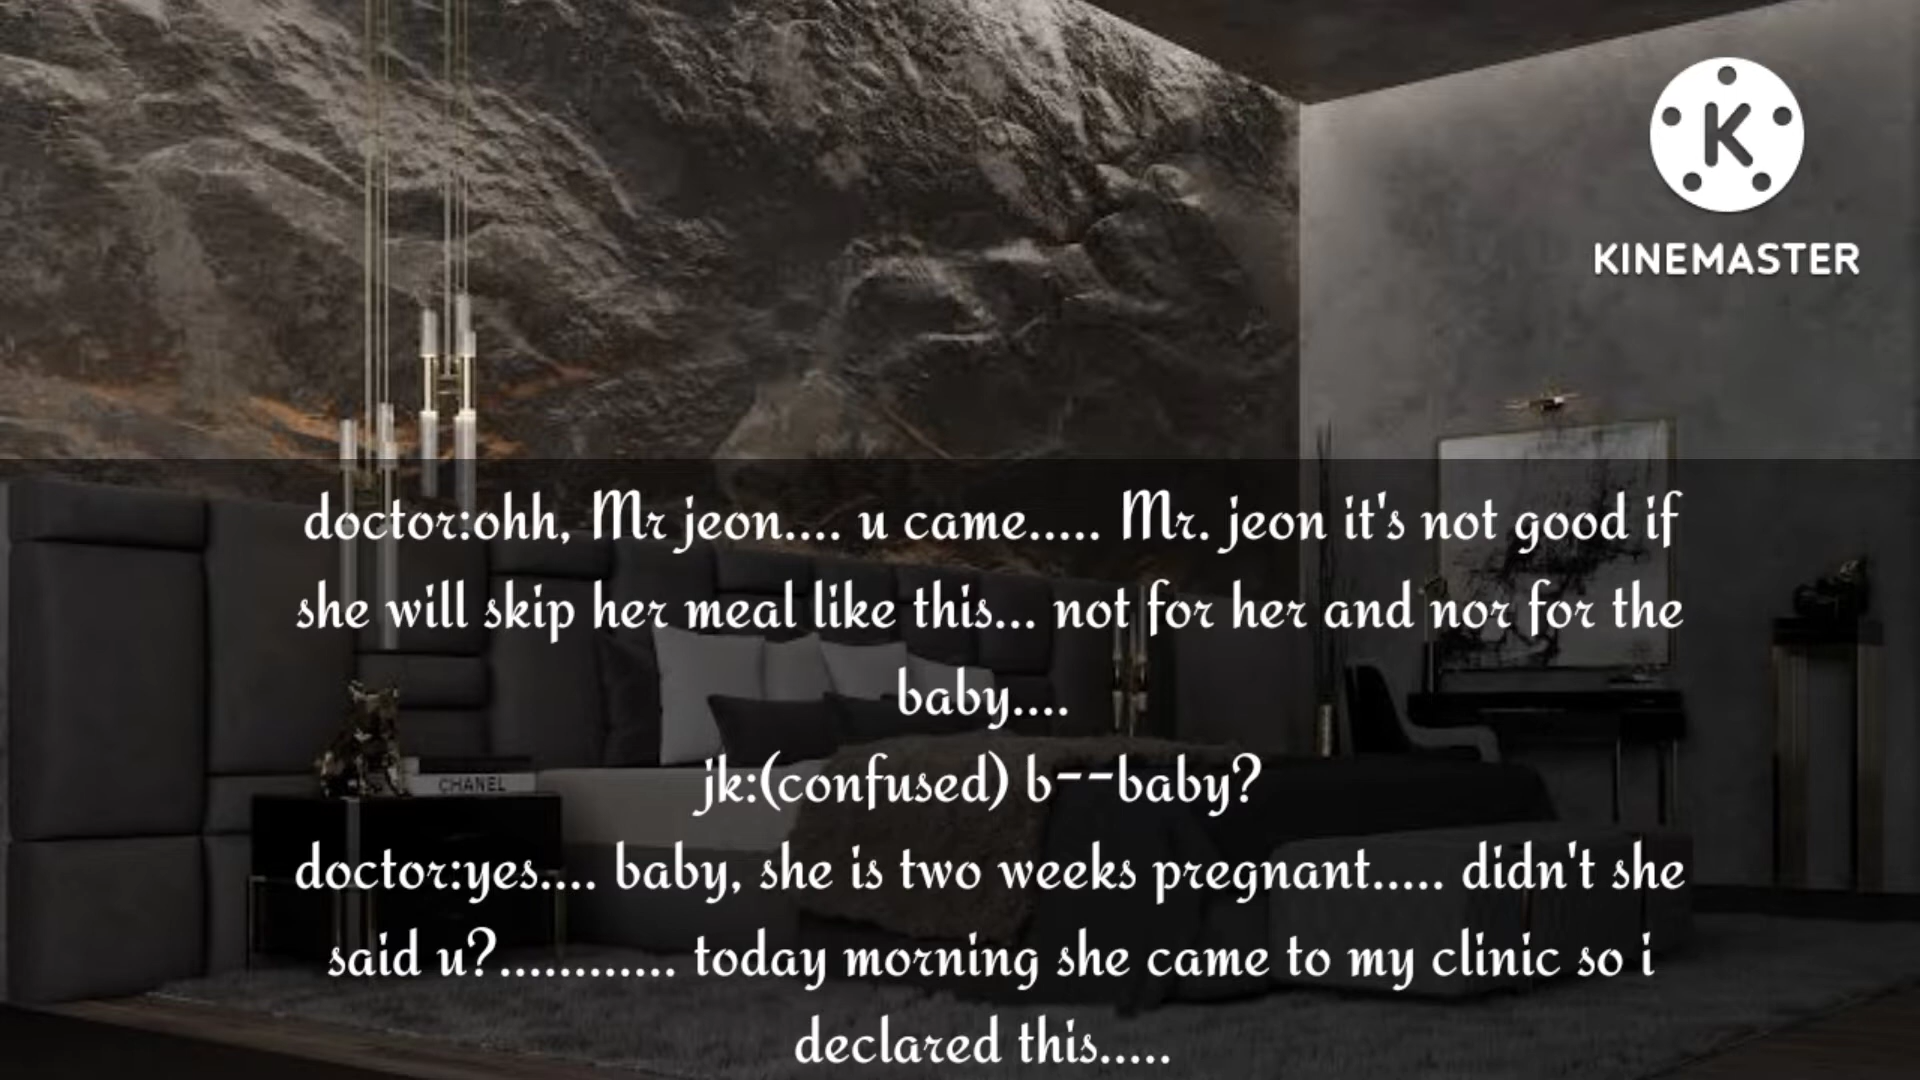 KINEMASTER
doctor:ohh, Mr jeon.... u came..... Mr. jeon it's not good if
she will skip her meal like this... not for her and nor for the
baby....
jk:(confused) b--baby?
CHANEL
doctor:yes.... baby, she is two weeks pregnant..... didn't she
said u?............ today morning she came to my clinic so i
declared this.....